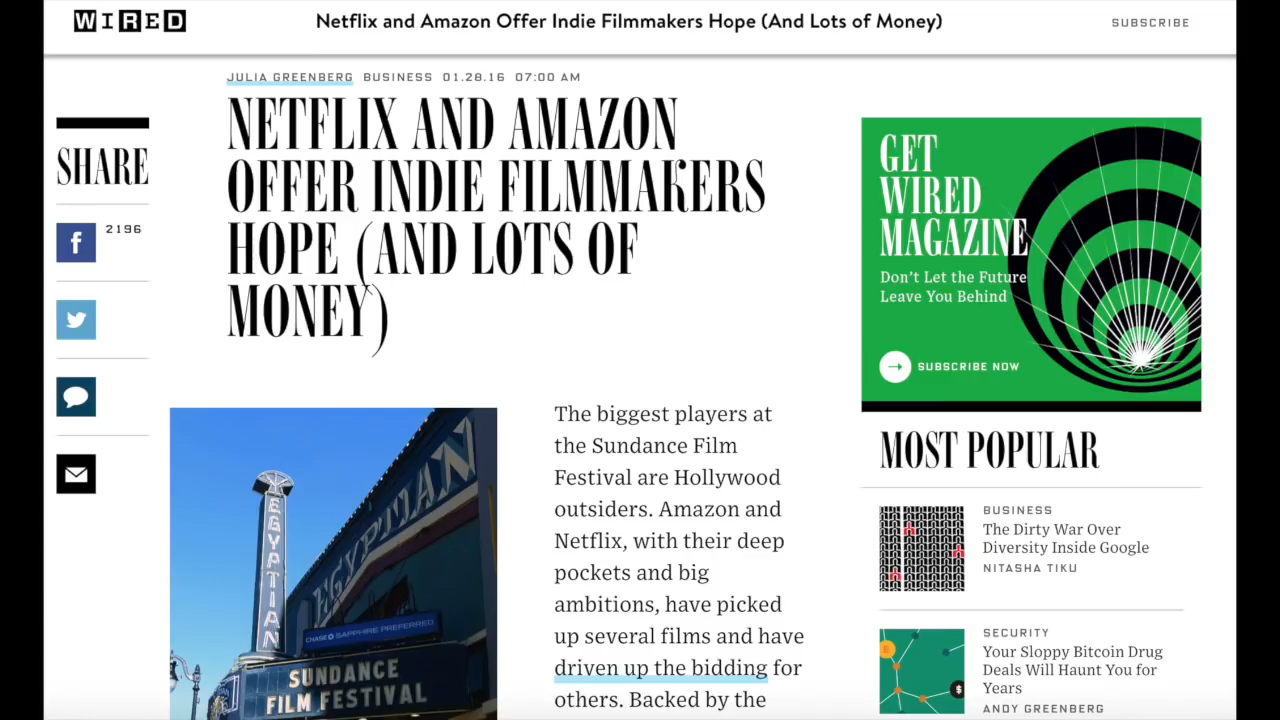 WIRED
Netflix and Amazon Offer Indie Filmmakers Hope (And Lots of Money)
SUBSCRIBE
JULIA GREENBERG BUSINESS 01.28.16 07:00 AM
NETFLIX AND AMAZON
OFFER INDIE FILMMAKERS
HOPE (AND LOTS OF
MONEY)
SHARE
f
2196
EGYPTIAN
EGYPTIAN
CHASE SAPPHIRE PREFERRED
SUNDANCE
FILM FESTIVAL
The biggest players at
the Sundance Film
Festival are Hollywood
outsiders. Amazon and
Netflix, with their deep
pockets and big
ambitions, have picked
up several films and have
driven up the bidding for
others. Backed by the
GET
WIRED
MAGAZINE
Don't Let the Future
Leave You Behind
→ SUBSCRIBE NOW
MOST POPULAR
BUSINESS
The Dirty War Over
Diversity Inside Google
NITASHA TIKU
SECURITY
Your Sloppy Bitcoin Drug
Deals Will Haunt You for
Years
ANDY GREENBERG
$